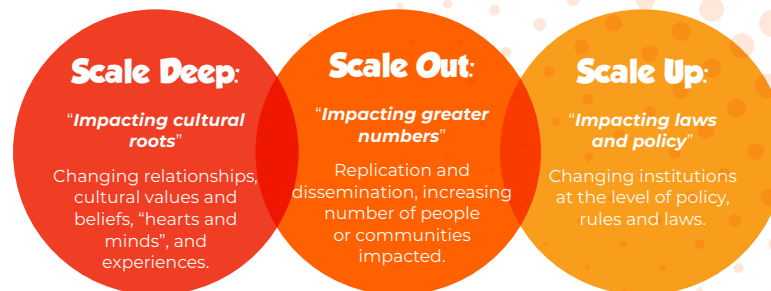 Scale Deep:
“Impacting cultural
roots”
Changing relationships,
cultural values and
beliefs, “hearts and
minds”, and
experiences.
Scale Out:
“Impacting greater
numbers”
Replication and
dissemination, increasing
number of people
or communities
impacted.
Scale Up:
“Impacting laws
and policy”
Changing institutions
at the level of policy,
rules and laws.